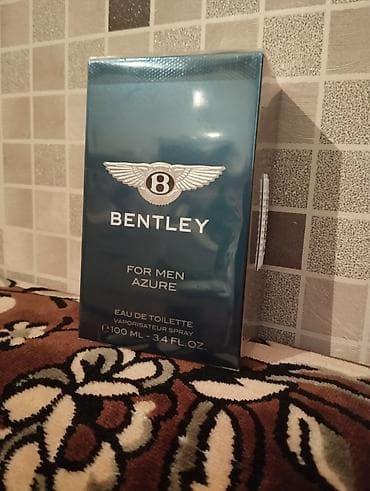 B
BENTLEY
FOR MEN
AZURE
EAU DE TOILETTE
VAPORISATEUR SPRAY
℮100 ML - 3.4 FL.OZ.